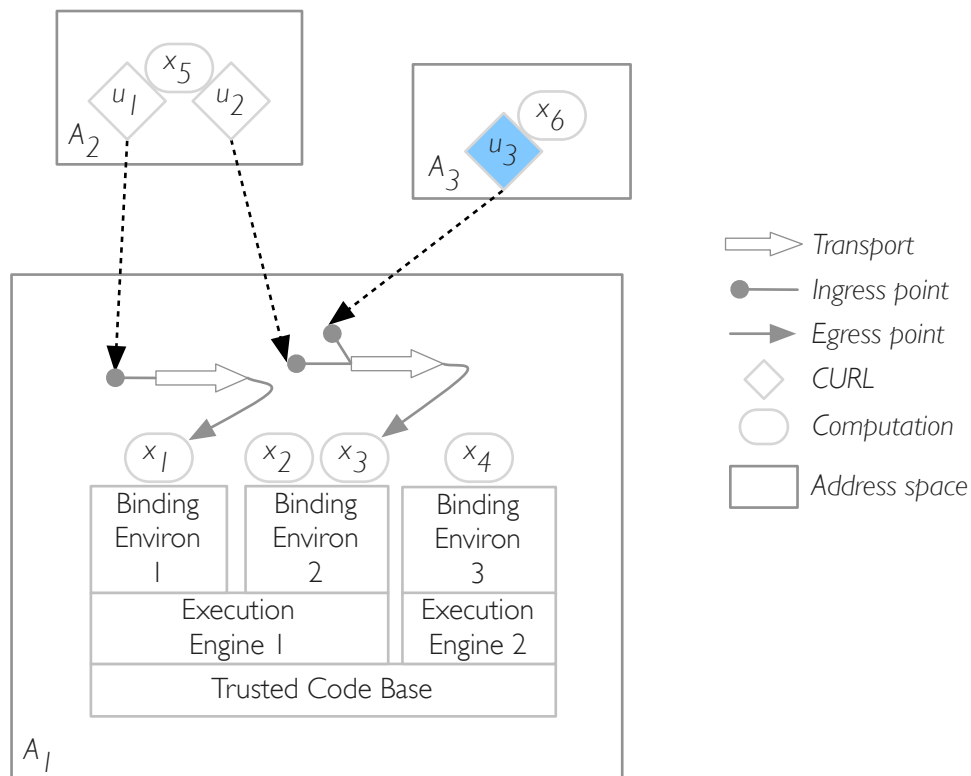 x5
u1
u2
A2
x6
u3
A3
Transport
Ingress point
Egress point
CURL
Computation
Address space
x1
x2
x3
x4
Binding
Environ
1
Binding
Environ
2
Binding
Environ
3
Execution
Engine 1
Execution
Engine 2
Trusted Code Base
A1